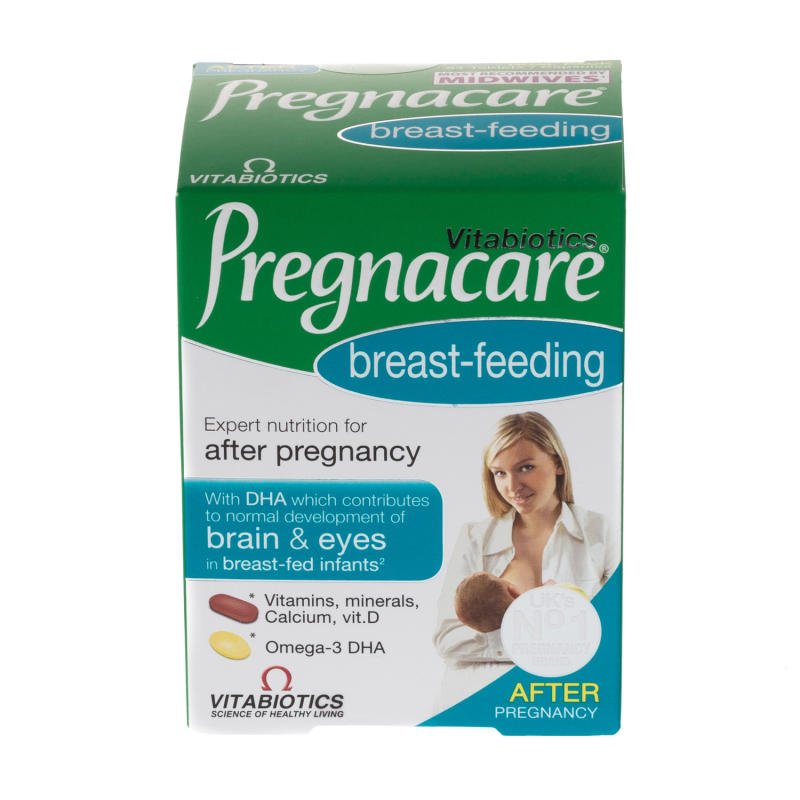 MOST RECOMMENDED BY
MIDWIVES
Pregnacare®
breast-feeding
VITABIOTICS
Vitabiotics
Pregnacare®
breast-feeding
Expert nutrition for
after pregnancy
With DHA which contributes
to normal development of
brain & eyes
in breast-fed infants²
* Vitamins, minerals,
Calcium, vit.D
* Omega-3 DHA
UK's
Nº1
PREGNANCY
BRAND
VITABIOTICS
SCIENCE OF HEALTHY LIVING
AFTER
PREGNANCY